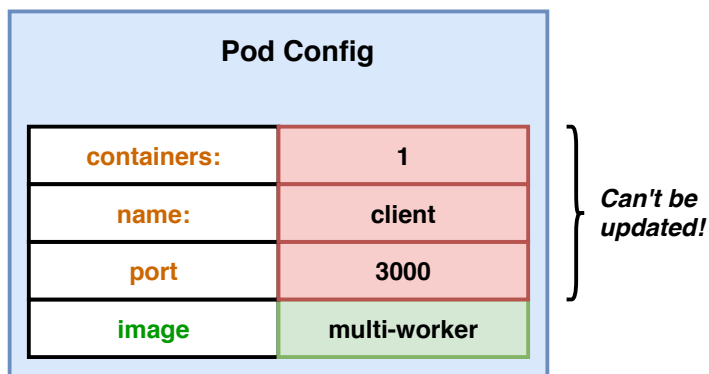 Pod Config
containers: 1
name: client
port 3000
image multi-worker
Can't be
updated!